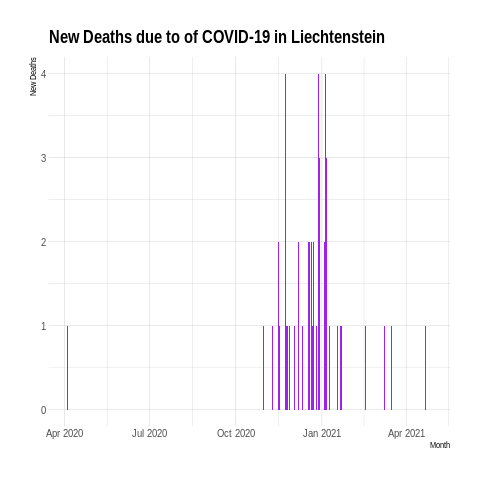 New Deaths due to of COVID-19 in Liechtenstein
New Deaths
4
3
2
1
0
Apr 2020 Jul 2020 Oct 2020 Jan 2021 Apr 2021
Month